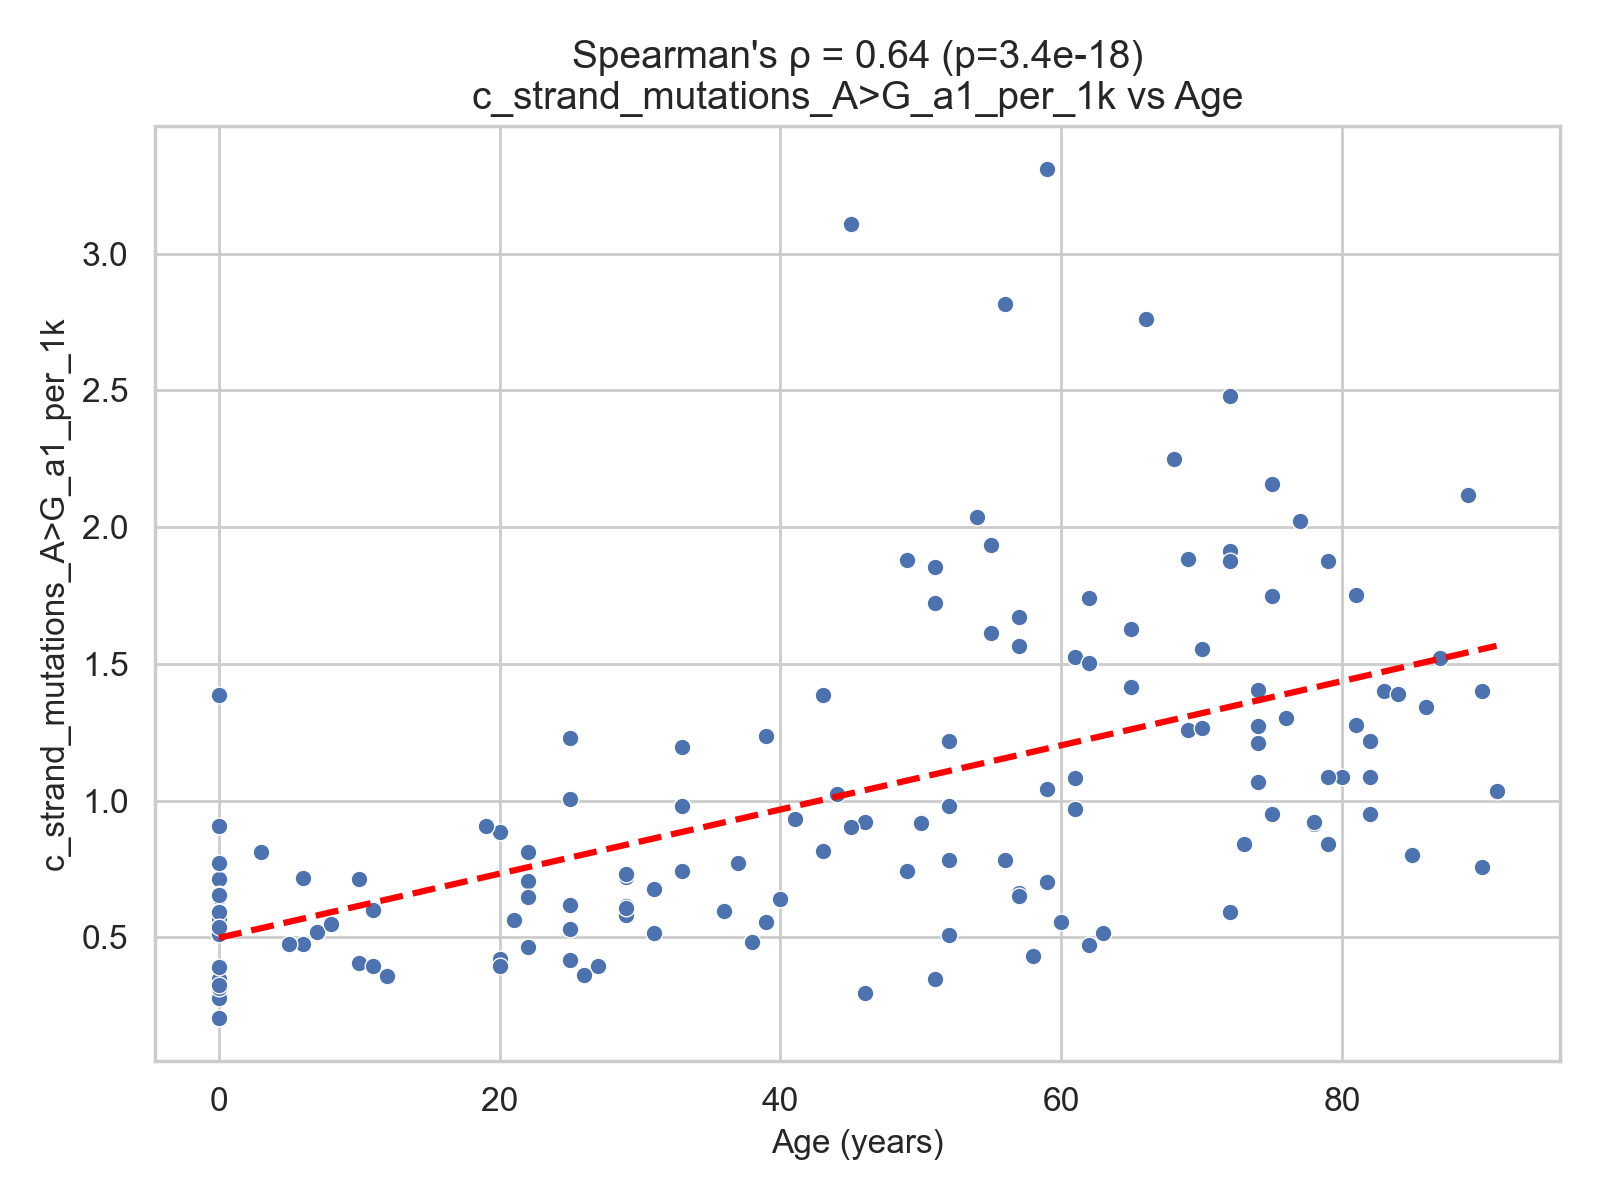 Spearman's ρ = 0.64 (p=3.4e-18)
c_strand_mutations_A>G_a1_per_1k vs Age
c_strand_mutations_A>G_a1_per_1k
3.0
2.5
2.0
1.5
1.0
0.5
0 20 40 60 80
Age (years)